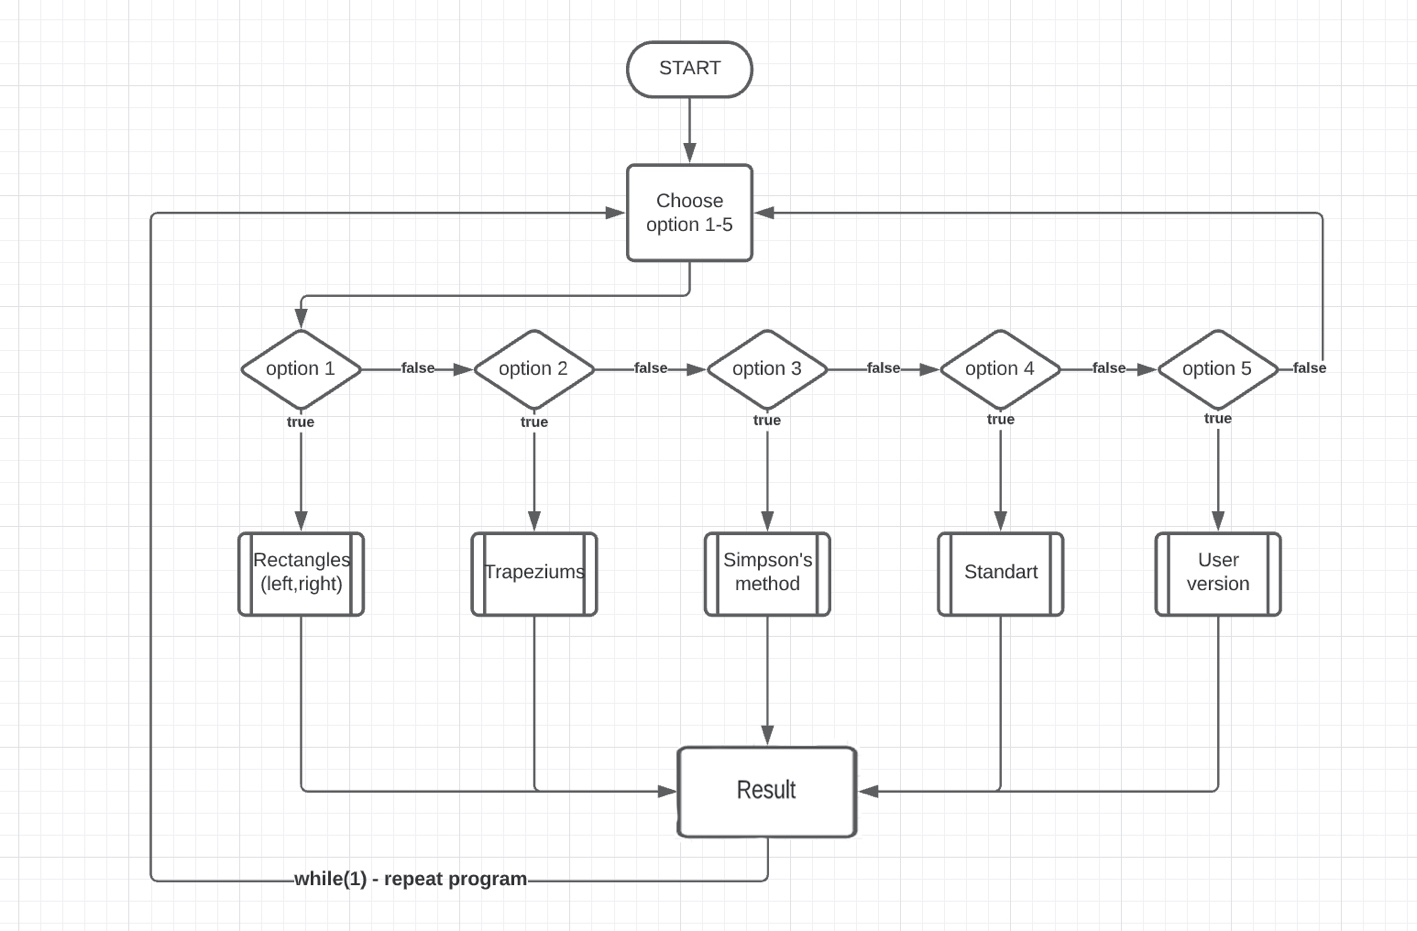 START
Choose
option 1-5
option 1
false
option 2
false
option 3
false
option 4
false
option 5
false
true
true
true
true
true
Rectangles
(left,right)
Trapeziums
Simpson's
method
Standart
User
version
Result
while(1) - repeat program